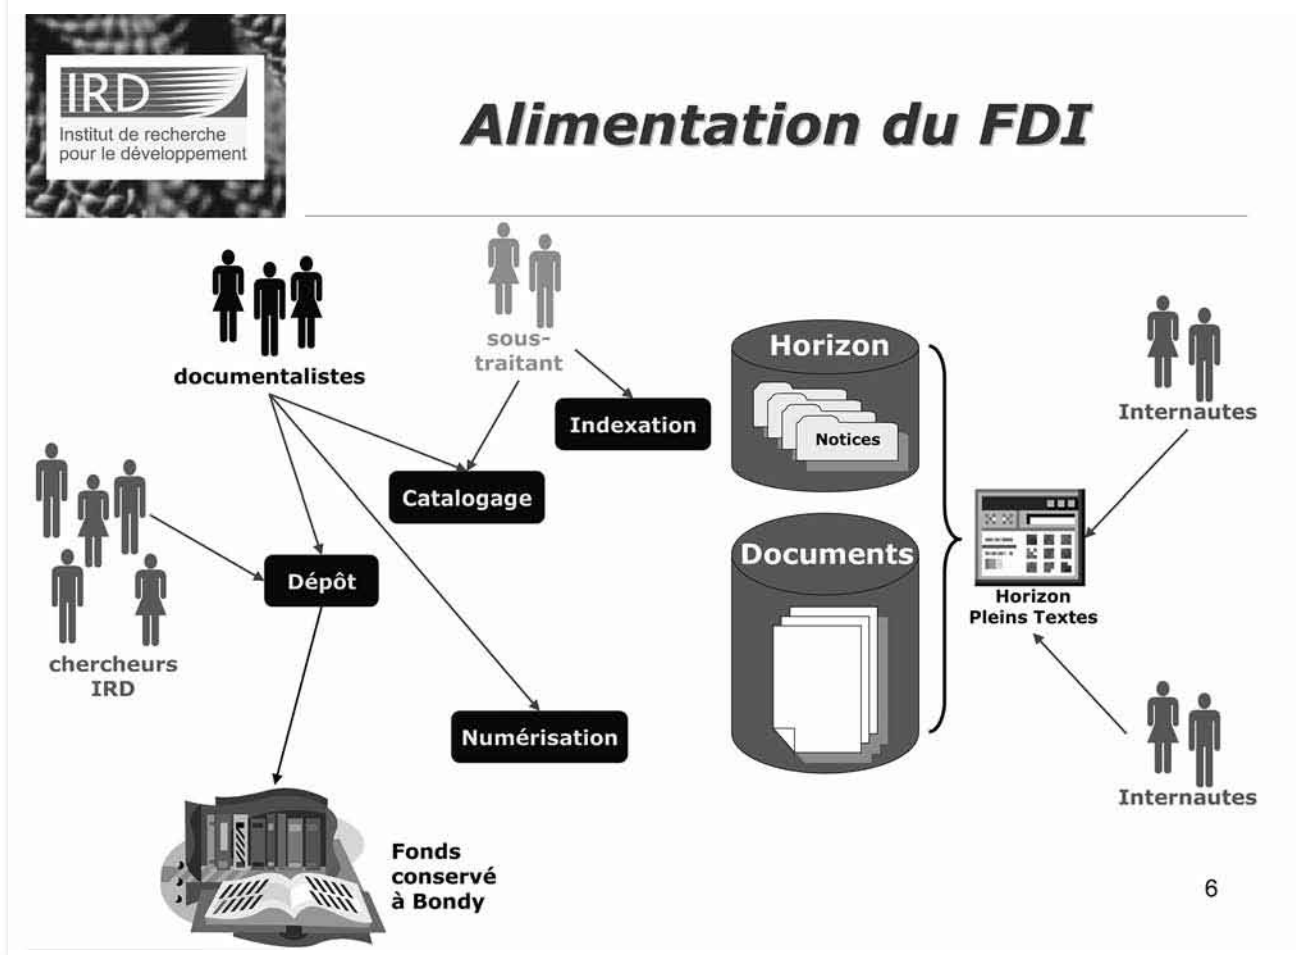 IRD
Institut de recherche
pour le développement
Alimentation du FDI
documentalistes
sous-
traitant
Horizon
Notices
Internautes
Indexation
Catalogage
Documents
Dépôt
Horizon
Pleins Textes
chercheurs
IRD
Numérisation
Internautes
Fonds
conservé
à Bondy
6